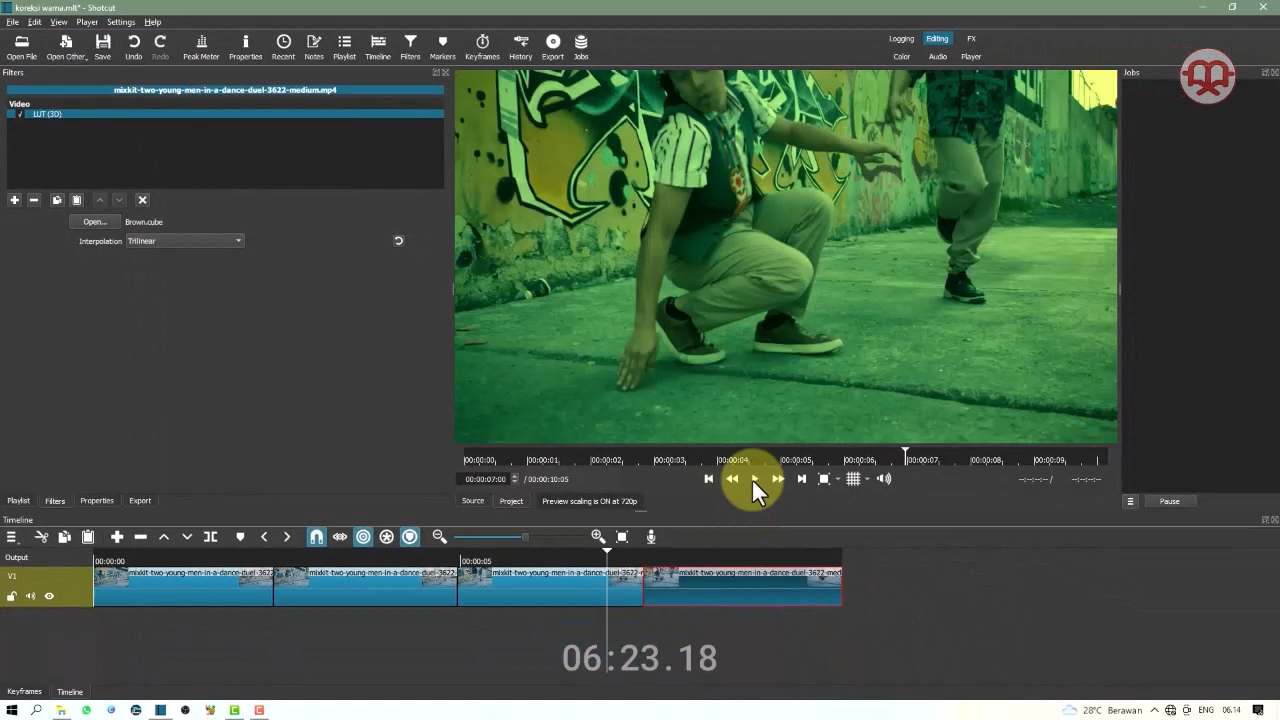 koreksi warna.mlt* - Shotcut
File Edit View Player Settings Help
Open File Open Other Save Undo Redo Peak Meter Properties Recent Notes Playlist Timeline Filters Markers Keyframes History Export Jobs
Logging Editing FX
Color Audio Player
Filters
Jobs
mixkit-two-young-men-in-a-dance-duel-3622-medium.mp4
Video
LUT (3D)
Open... Brown.cube
Interpolation Trilinear
00:00:00 00:00:01 00:00:02 00:00:03 00:00:04 00:00:05 00:00:06 00:00:07 00:00:08 00:00:09
00:00:07:00 / 00:00:10:05 --:--:--:-- / --:--:--:--
Playlist Filters Properties Export
Source Project Preview scaling is ON at 720p
Pause
Timeline
Output 00:00:00 00:00:05
V1
mixkit-two-young-men-in-a-dance-duel-3622- mixkit-two-young-men-in-a-dance-duel-3622- mixkit-two-young-men-in-a-dance-duel-3622-r mixkit-two-young-men-in-a-dance-duel-3622-med
06:23.18
Keyframes Timeline
28°C Berawan ENG 06.14